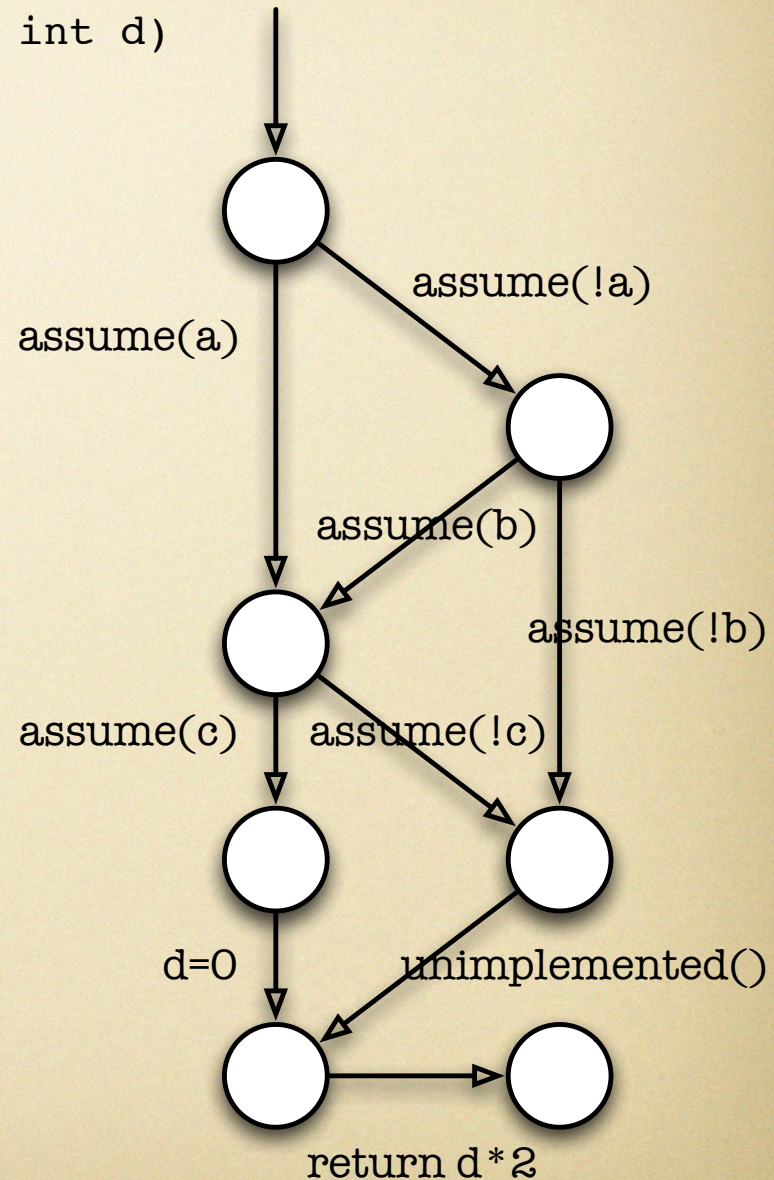 int d)
assume(!a)
assume(a)
assume(b)
assume(!b)
assume(c)
assume(!c)
d=0
unimplemented()
return d*2